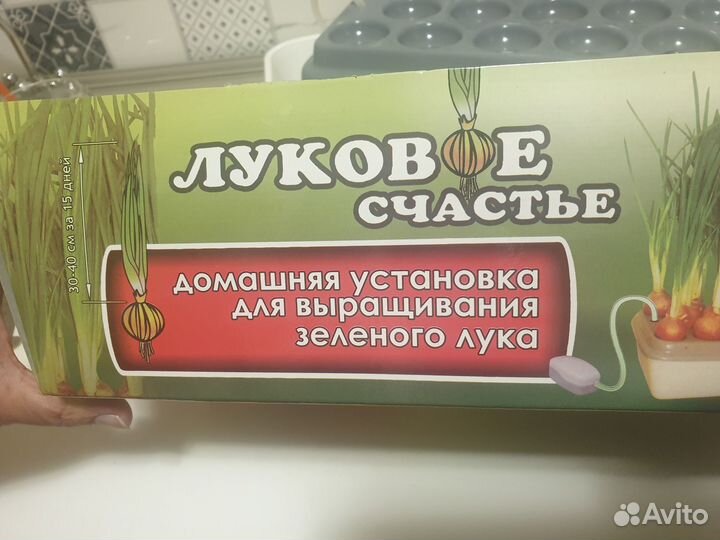 ЛУКОВОЕ
СЧАСТЬЕ
30-40 см за 15 дней
домашняя установка
для выращивания
зеленого лука
Avito